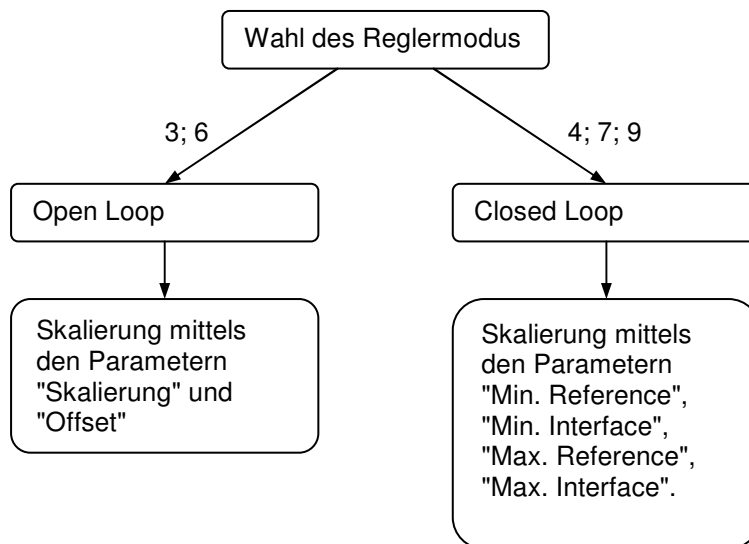 Wahl des Reglermodus
3; 6
4; 7; 9
Open Loop
Closed Loop
Skalierung mittels
den Parametern
"Skalierung" und
"Offset"
Skalierung mittels
den Parametern
"Min. Reference",
"Min. Interface",
"Max. Reference",
"Max. Interface".